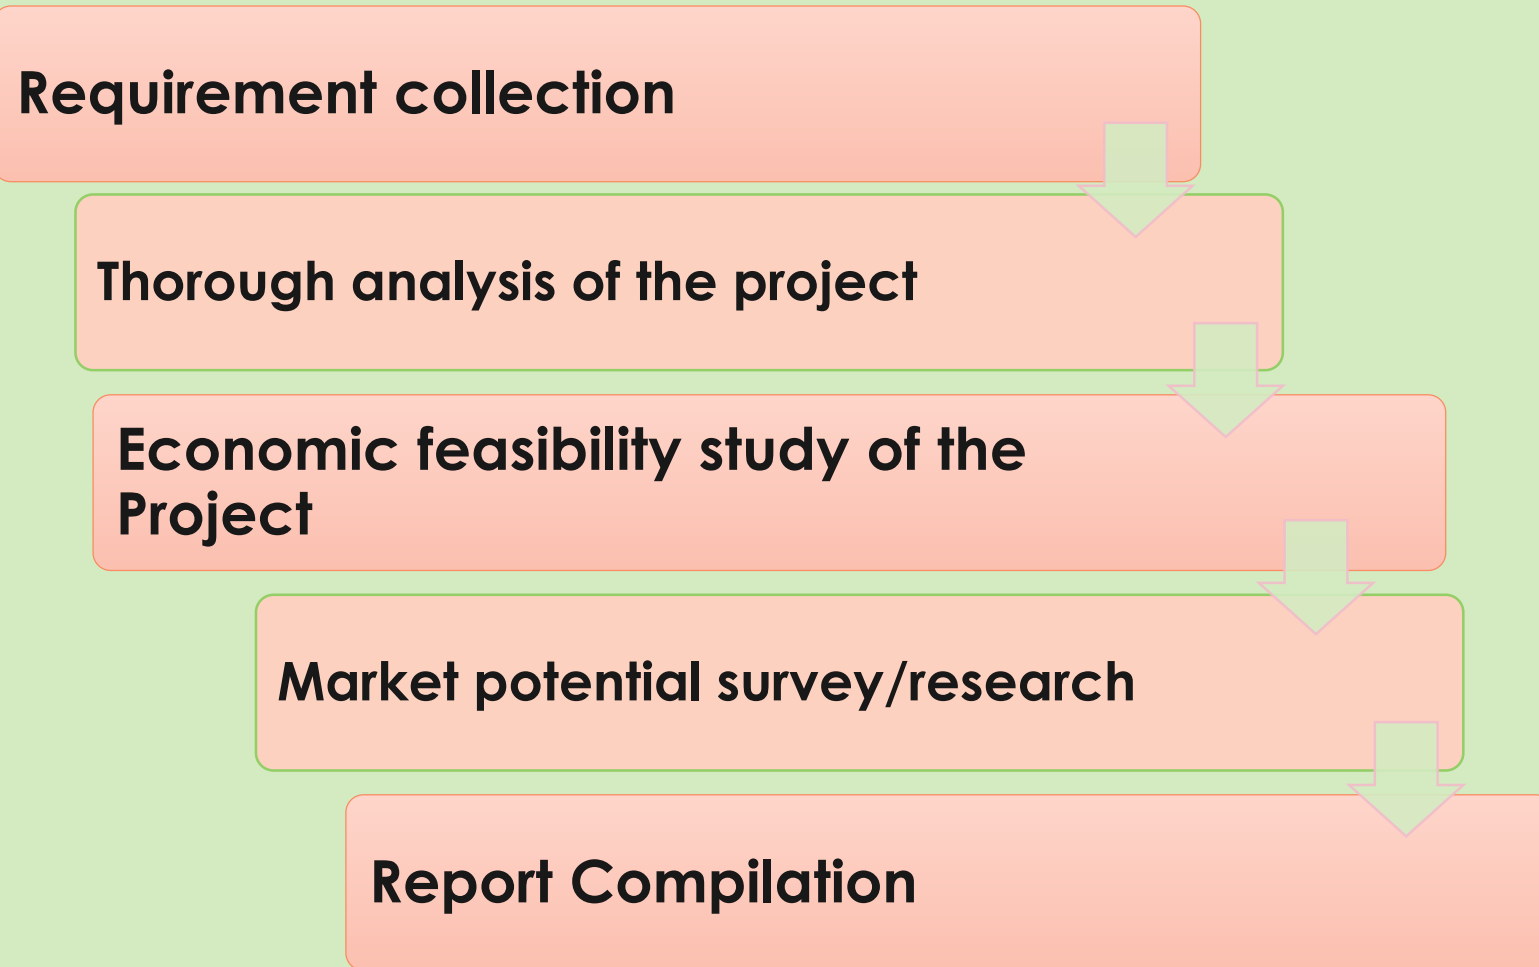 Requirement collection
Thorough analysis of the project
Economic feasibility study of the
Project
Market potential survey/research
Report Compilation